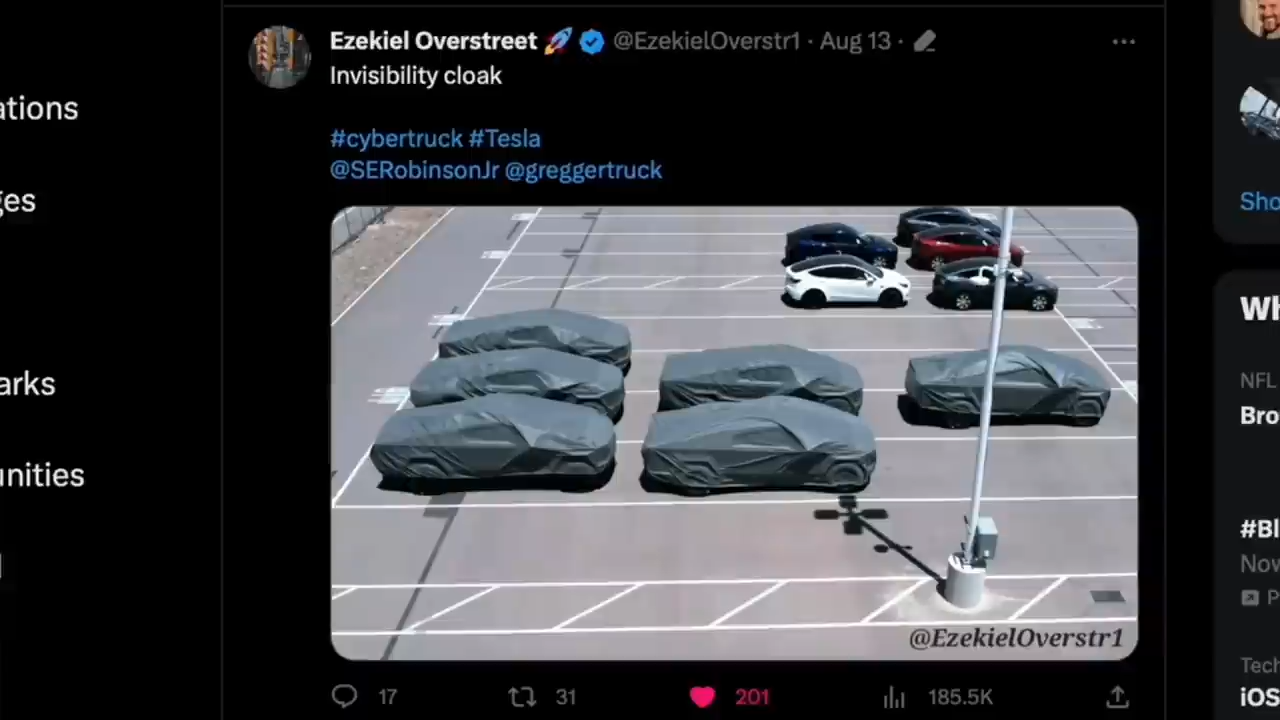 Ezekiel Overstreet 🚀 @EzekielOverstr1 · Aug 13 ·
Invisibility cloak
#cybertruck #Tesla
@SERobinsonJr @greggertruck
@EzekielOverstr1
17 31 201 185.5K
ations
ges
arks
unities
Sho
Wh
NFL
Bro
#Bl
Now
P
Tech
iOS